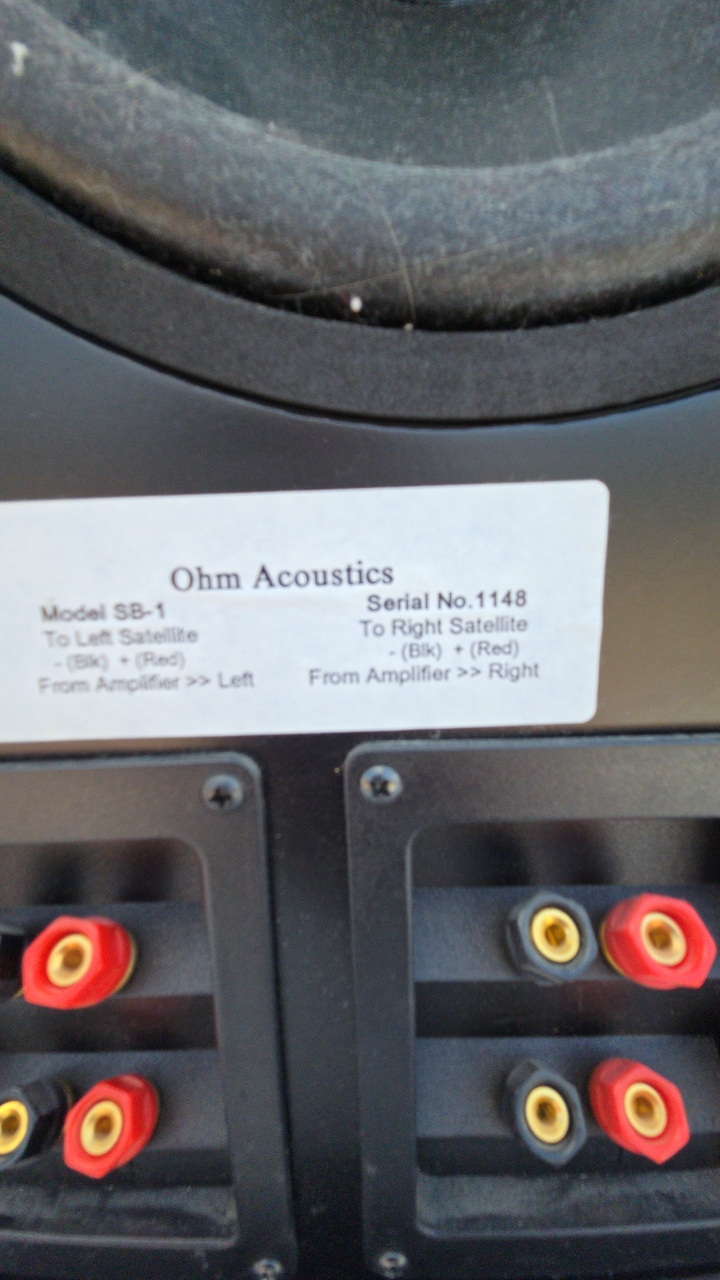 Ohm Acoustics
Model SB-1 Serial No.1148
To Left Satellite To Right Satellite
- (Blk) + (Red) - (Blk) + (Red)
From Amplifier >> Left From Amplifier >> Right